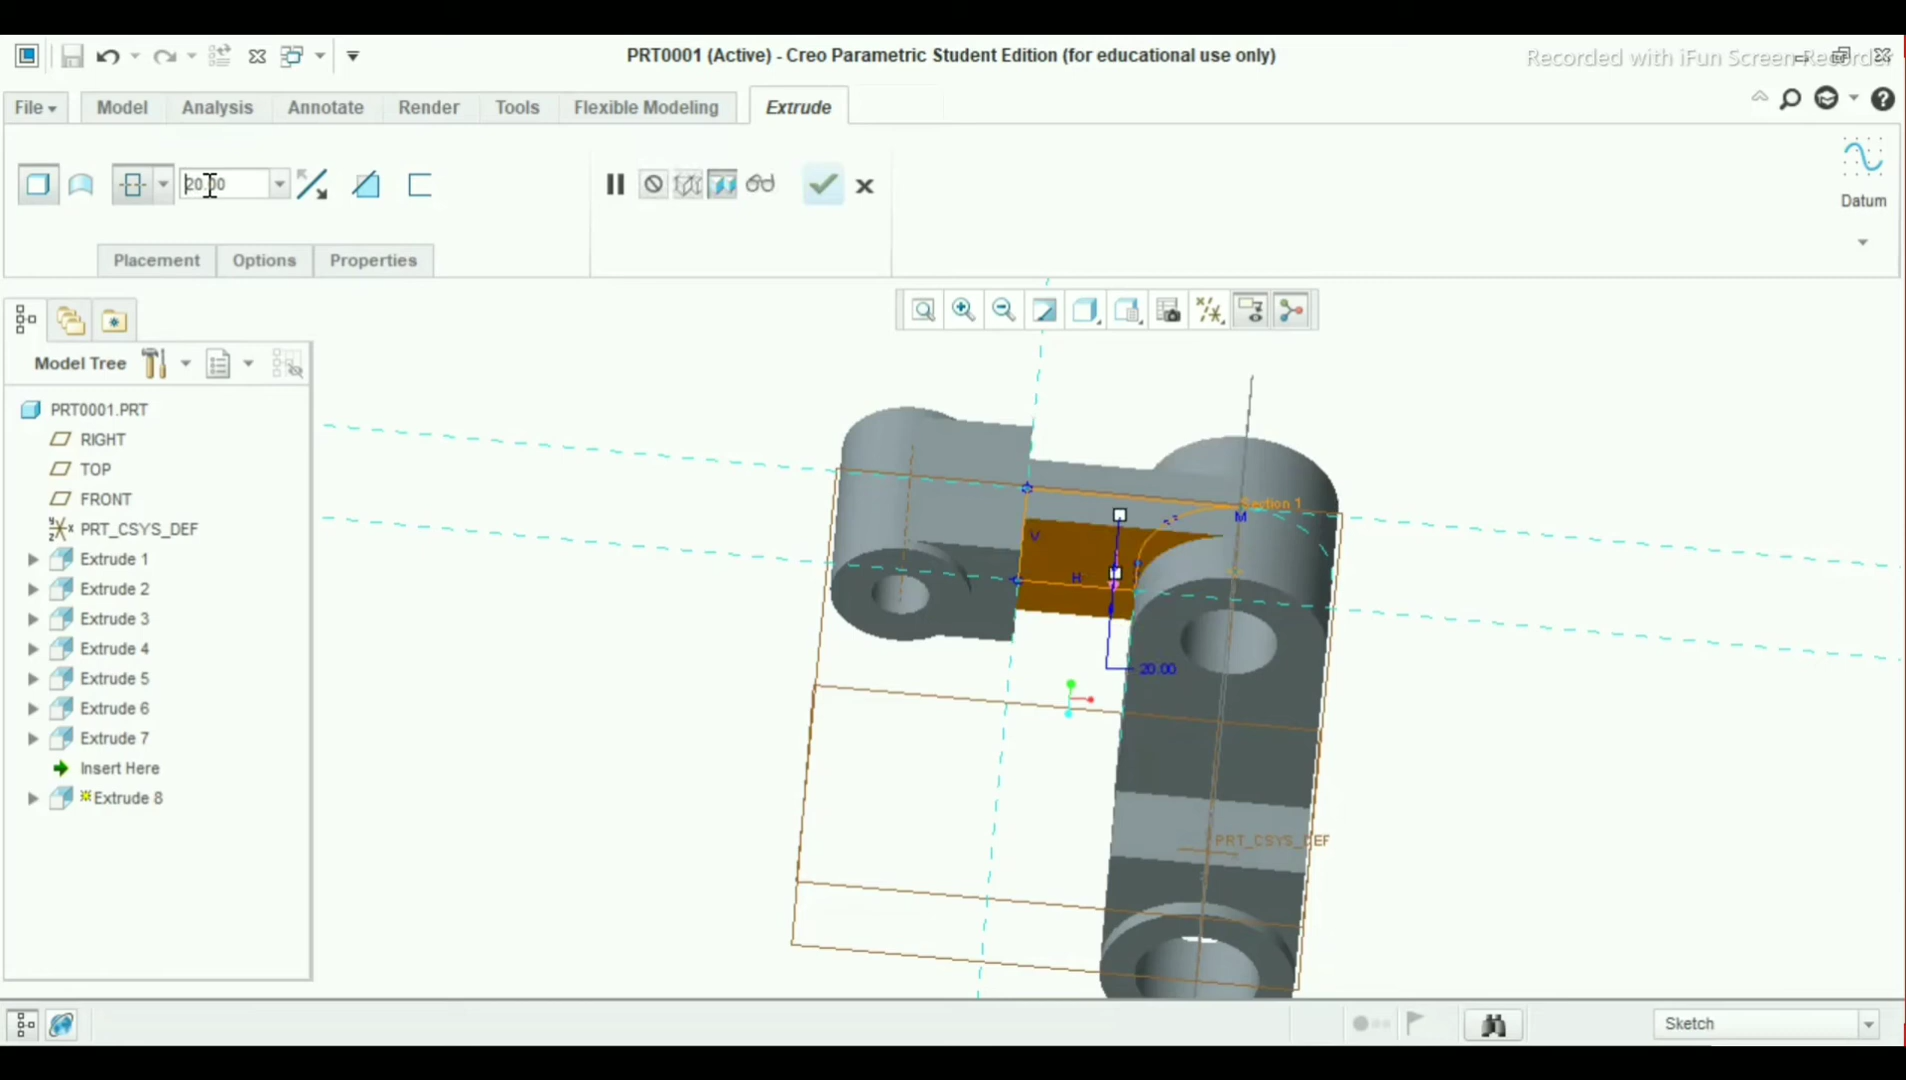 PRT0001 (Active) - Creo Parametric Student Edition (for educational use only)
Recorded with iFun Screen Recorder
File
Model
Analysis
Annotate
Render
Tools
Flexible Modeling
Extrude
20.00
Datum
Placement
Options
Properties
Model Tree
PRT0001.PRT
RIGHT
TOP
FRONT
PRT_CSYS_DEF
Extrude 1
Extrude 2
Extrude 3
Extrude 4
Extrude 5
Extrude 6
Extrude 7
Insert Here
Extrude 8
Section 1
M
V
H
20.00
PRT_CSYS_DEF
Sketch